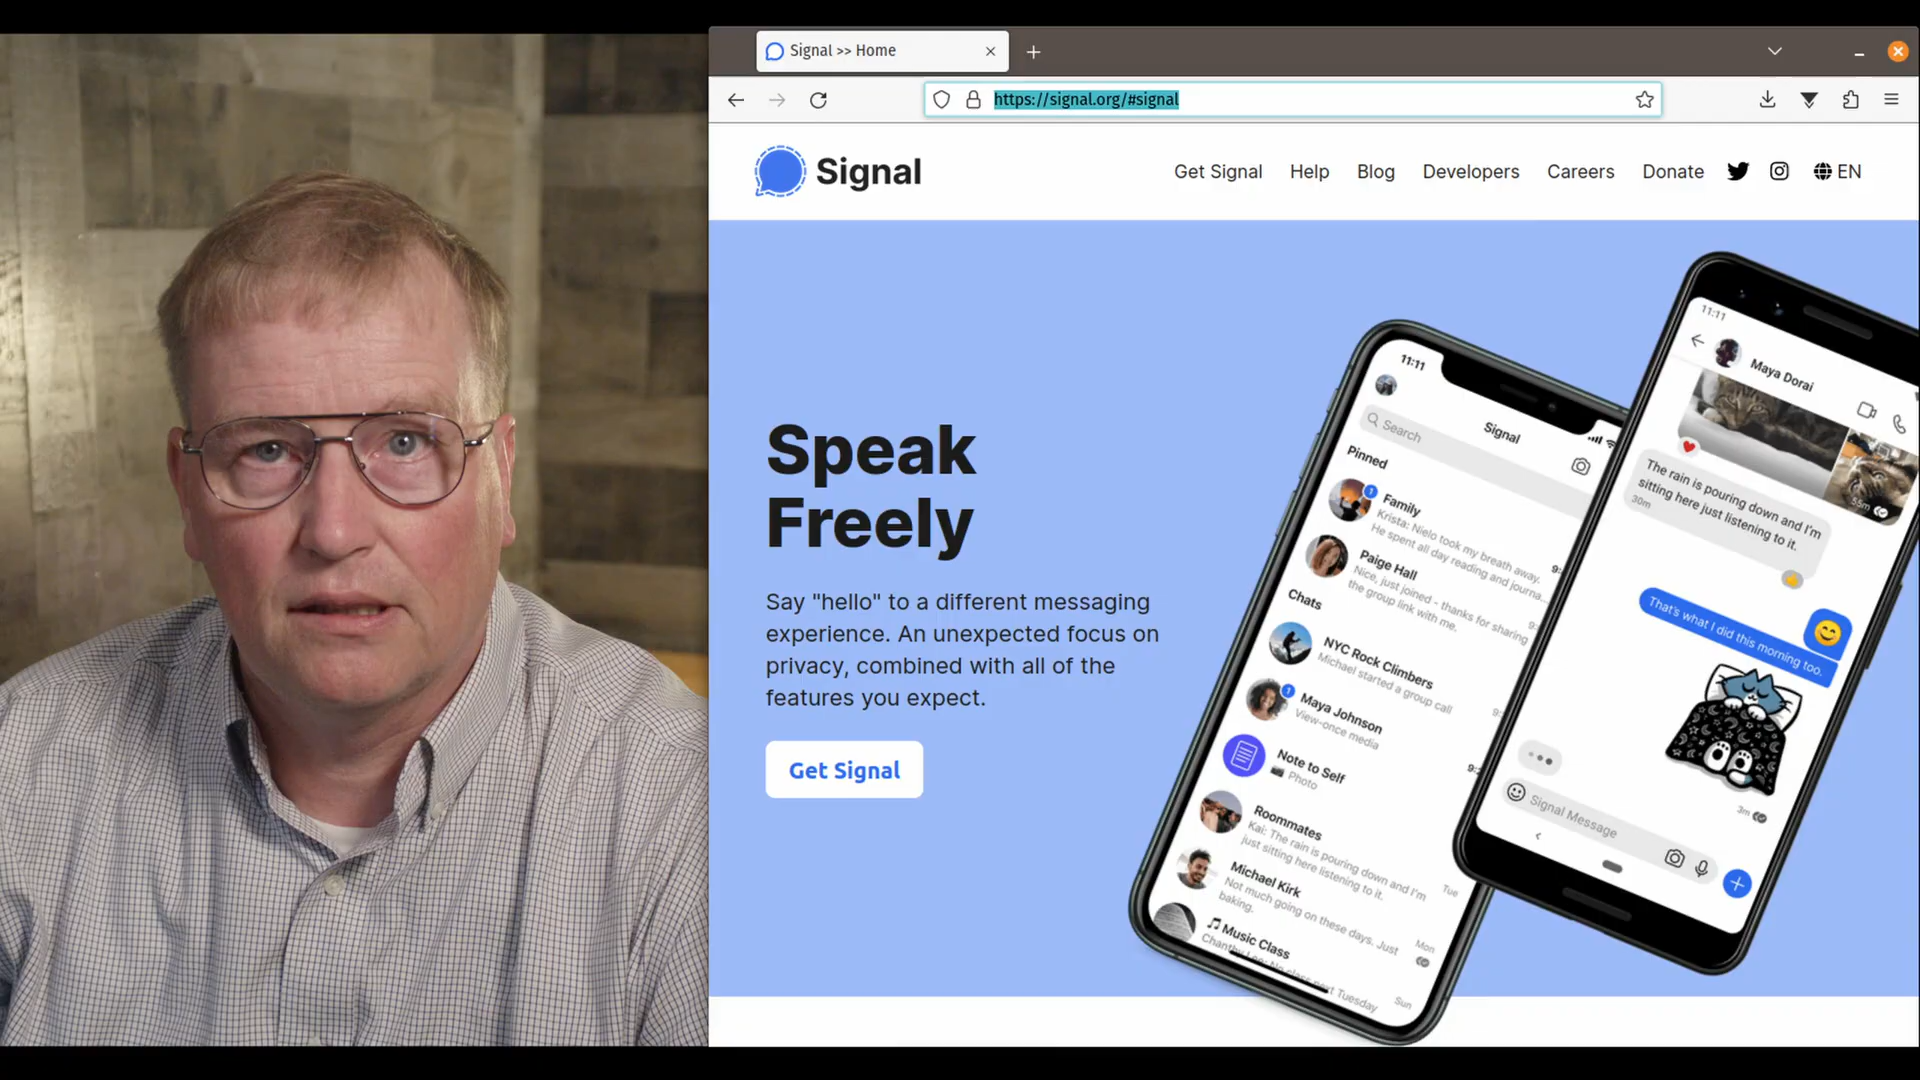 Signal >> Home
https://signal.org/#signal
Signal
Get Signal
Help
Blog
Developers
Careers
Donate
EN
Speak
Freely
Say "hello" to a different messaging
experience. An unexpected focus on
privacy, combined with all of the
features you expect.
Get Signal
11:11
Signal
Search
Pinned
Family
Krista: Nielo took my breath away.
He spent all day reading and journa...
Paige Hall
Nice, just joined - thanks for sharing
the group link with me.
Chats
NYC Rock Climbers
Michael started a group call
Maya Johnson
View-once media
Note to Self
Photo
Roommates
Kai: The rain is pouring down and I'm
just sitting here listening to it.
Tue
Michael Kirk
Not much going on these days. Just
baking.
Mon
Music Class
Tuesday
Sun
11:11
Maya Dorai
55m
The rain is pouring down and I'm
sitting here just listening to it.
30m
That's what I did this morning too.
3m
Signal Message